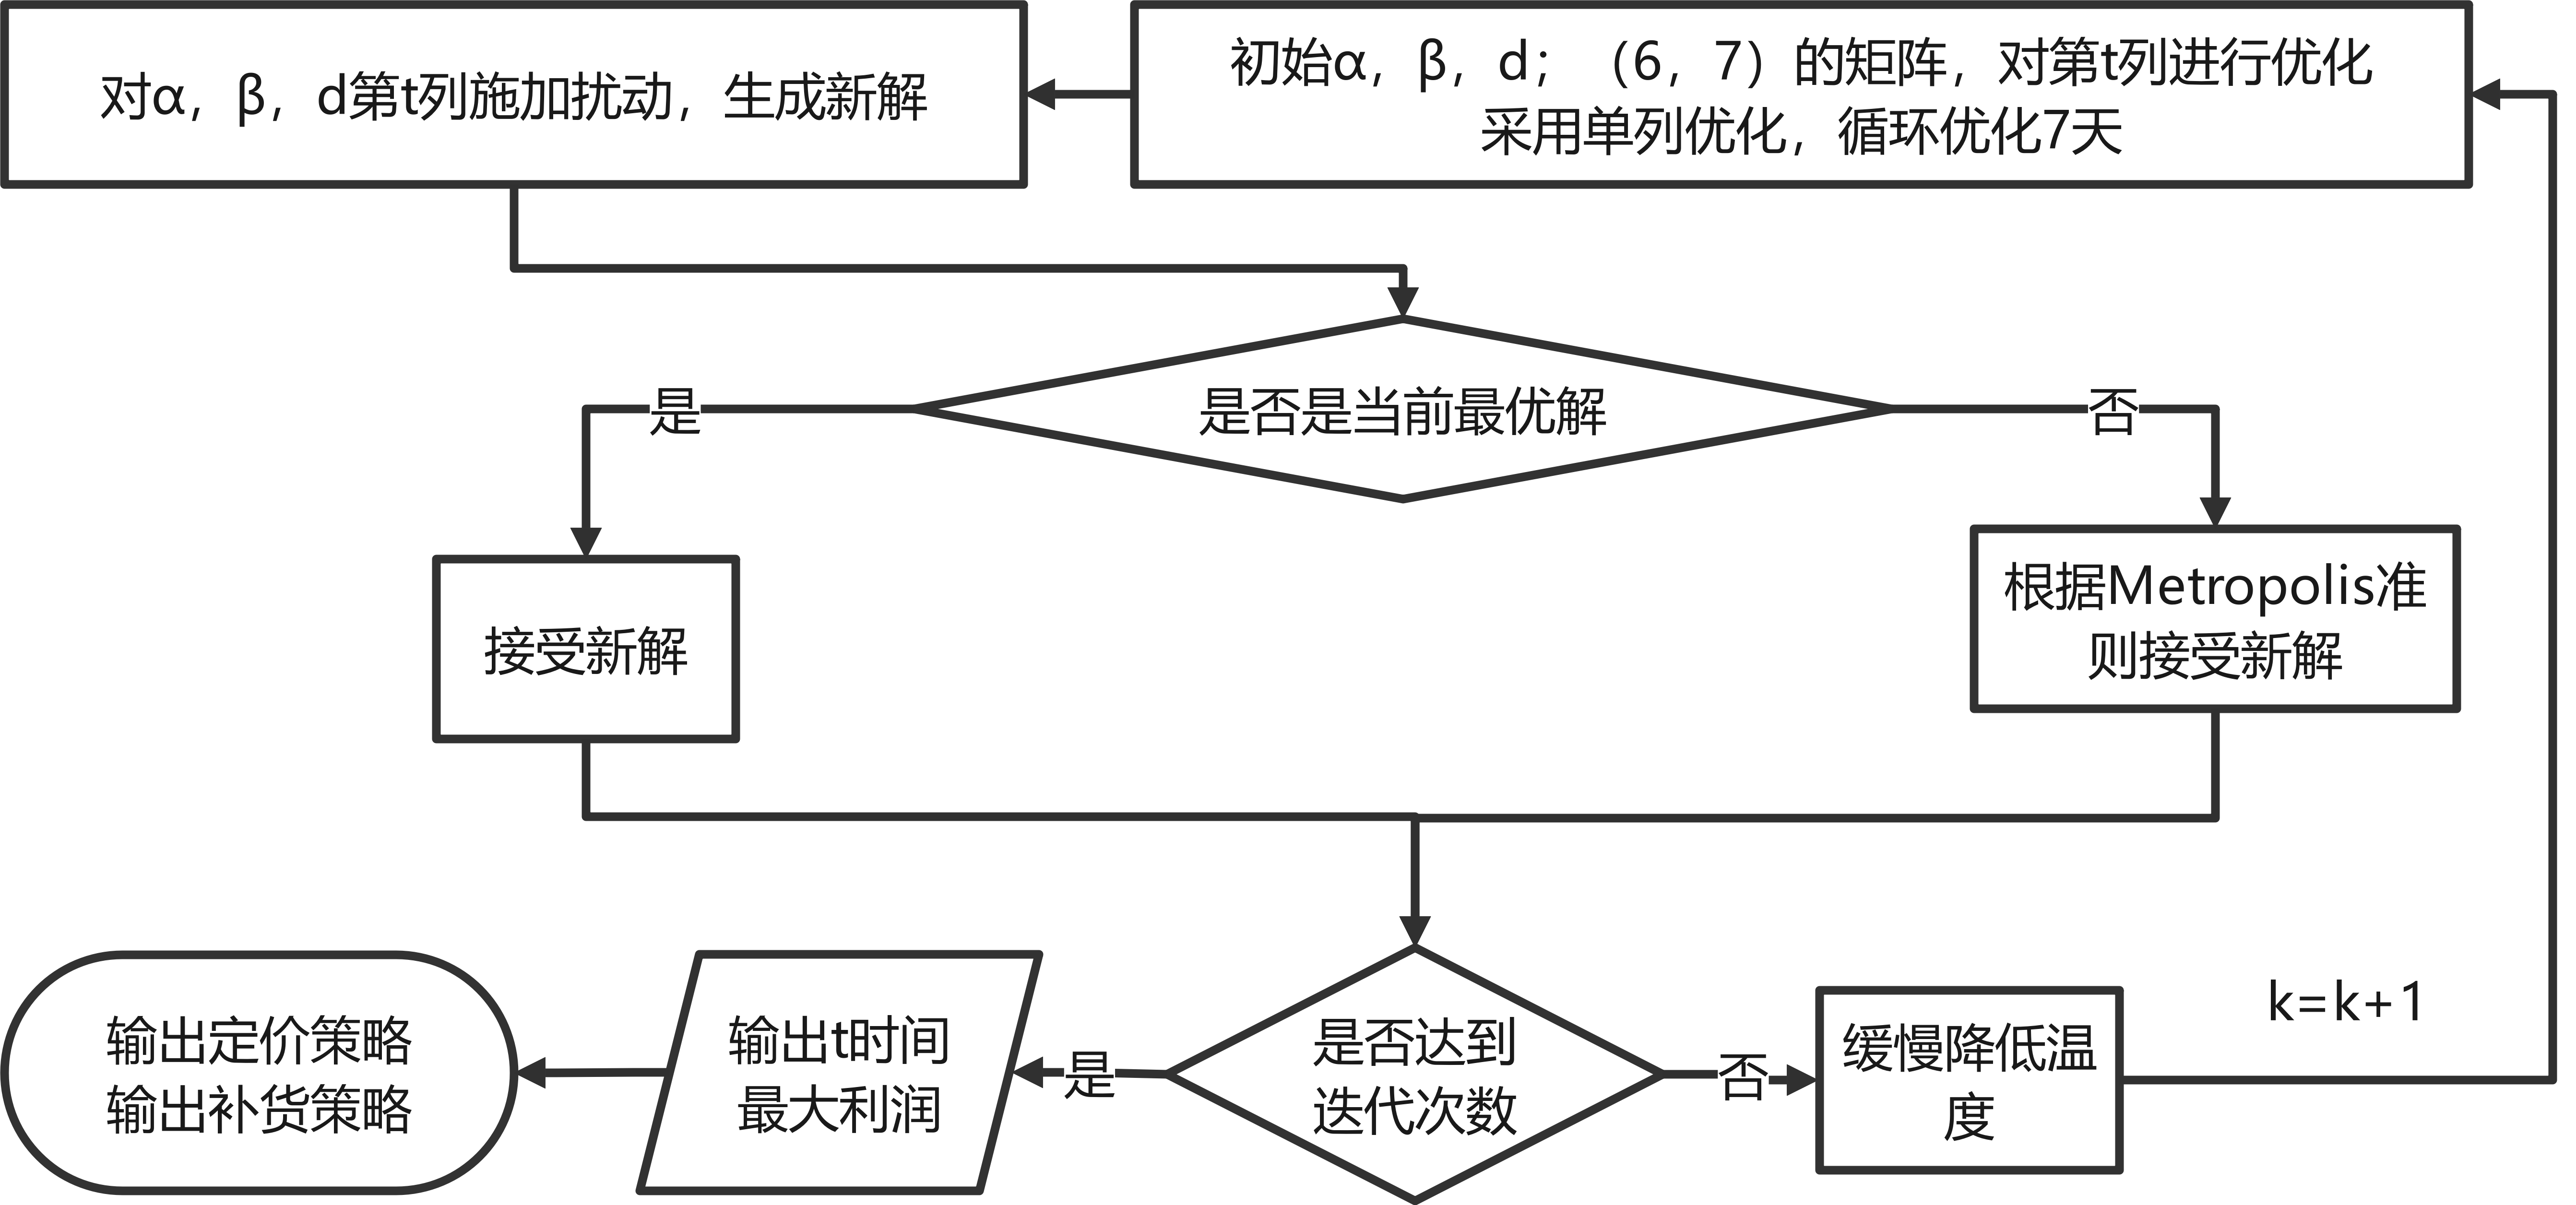 对α，β，d第t列施加扰动，生成新解
初始α，β，d；（6，7）的矩阵，对第t列进行优化
采用单列优化，循环优化7天
是否是当前最优解
是
否
接受新解
根据Metropolis准
则接受新解
输出定价策略
输出补货策略
输出t时间
最大利润
是
是否达到
迭代次数
否
缓慢降低温
度
k=k+1